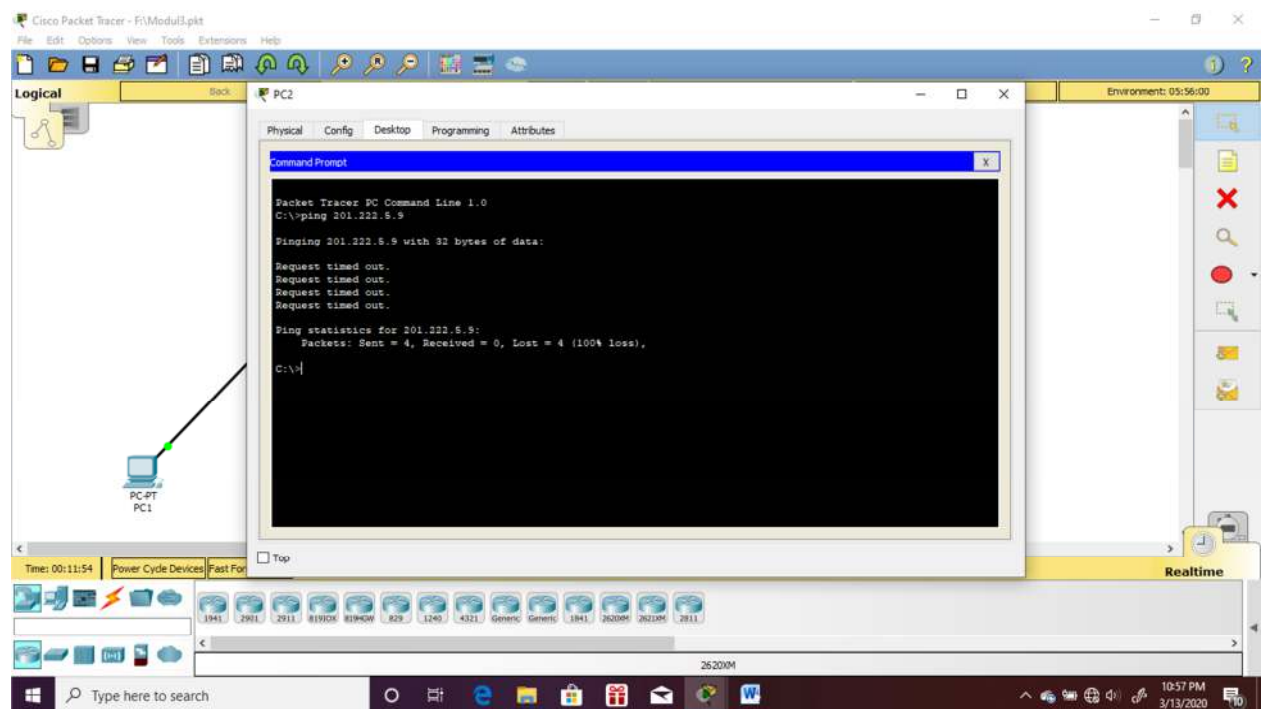 Cisco Packet Tracer - F:\Modul3.pkt
File Edit Options View Tools Extensions Help
Logical
Back
Environment: 05:56:00
PC2
Physical Config Desktop Programming Attributes
Command Prompt
X
Packet Tracer PC Command Line 1.0
C:\>ping 201.222.5.9
Pinging 201.222.5.9 with 32 bytes of data:
Request timed out.
Request timed out.
Request timed out.
Request timed out.
Ping statistics for 201.222.5.9:
Packets: Sent = 4, Received = 0, Lost = 4 (100% loss),
C:\>
PC-PT
PC1
Top
Time: 00:11:54 Power Cycle Devices Fast For
Realtime
1941 2901 2911 819IOX 819HGW 829 1240 4321 Generic Generic 1841 2620XM 2621XM 2811
2620XM
Type here to search
10:57 PM
3/13/2020